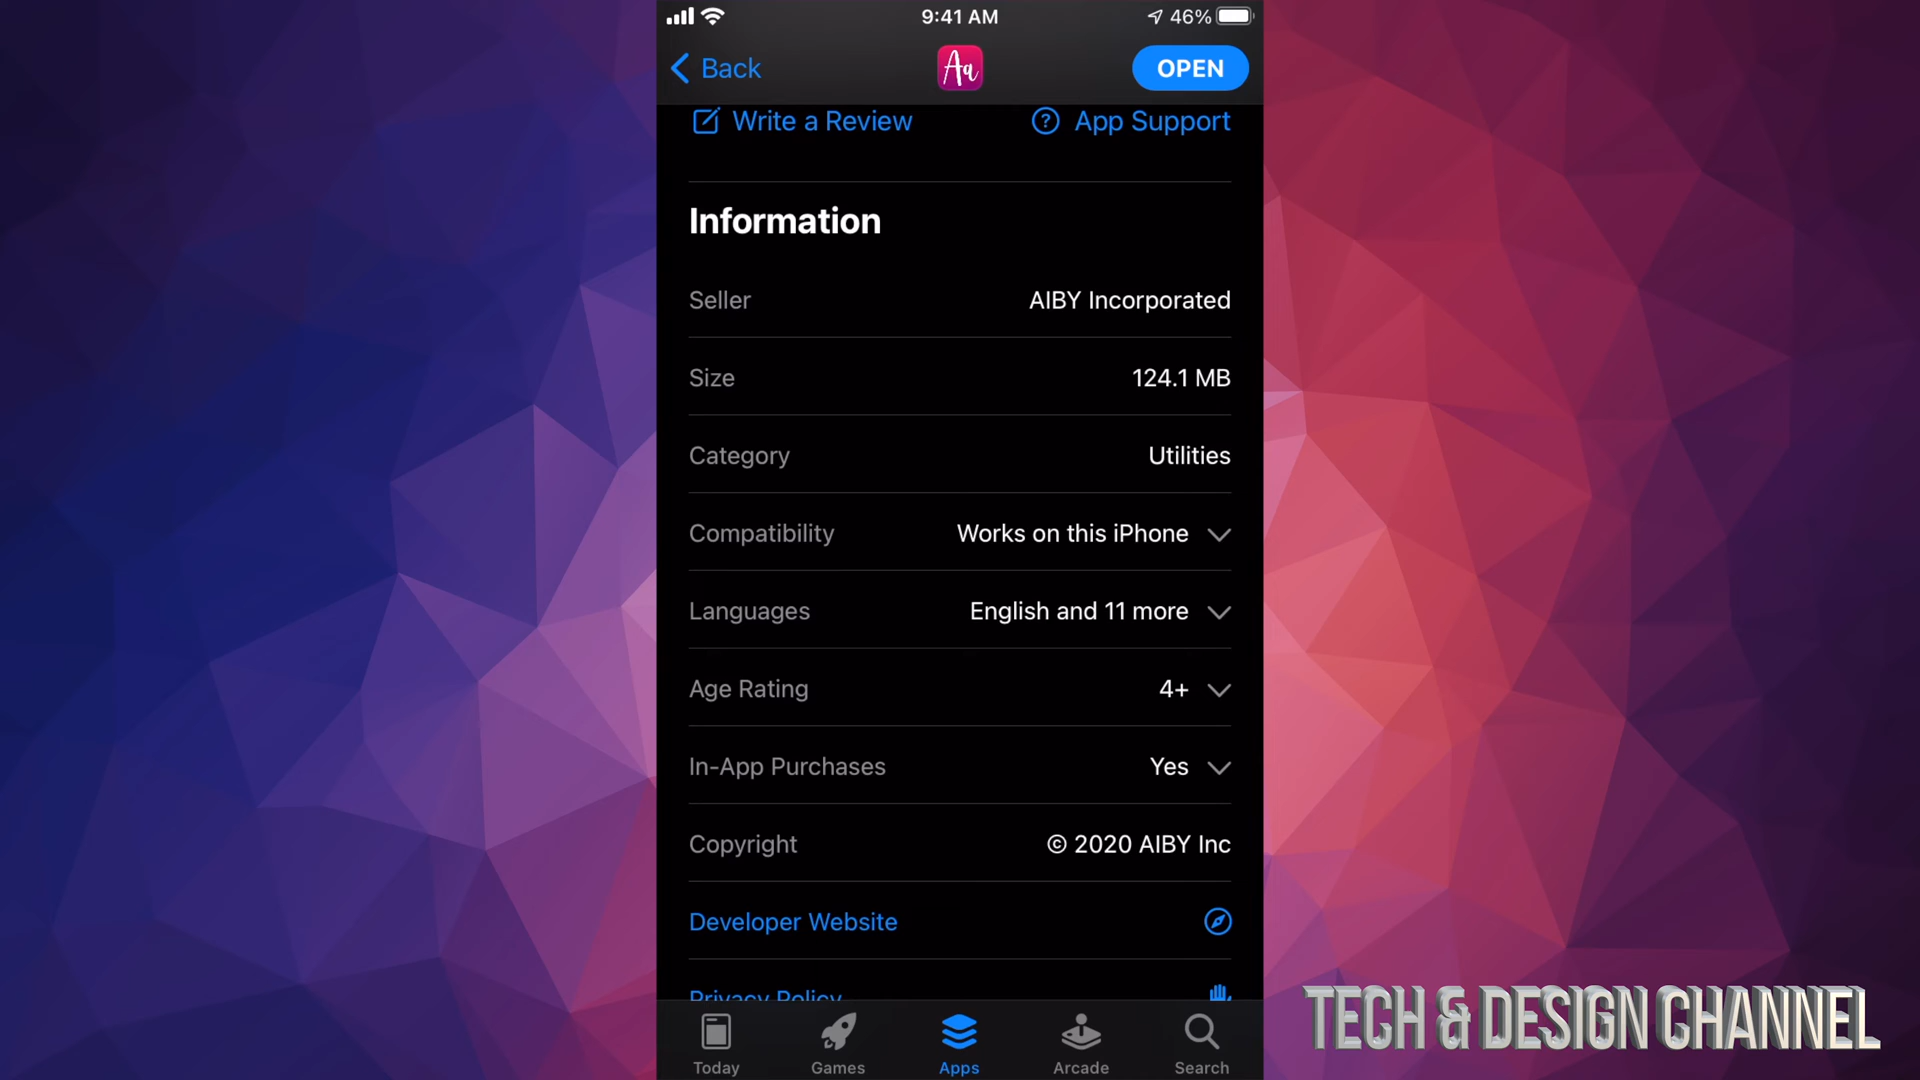 9:41 AM
46%
Back
Aa
OPEN
Write a Review
App Support
Information
Seller
AIBY Incorporated
Size
124.1 MB
Category
Utilities
Compatibility
Works on this iPhone
Languages
English and 11 more
Age Rating
4+
In-App Purchases
Yes
Copyright
© 2020 AIBY Inc
Developer Website
Privacy Policy
Today
Games
Apps
Arcade
Search
TECH & DESIGN CHANNEL